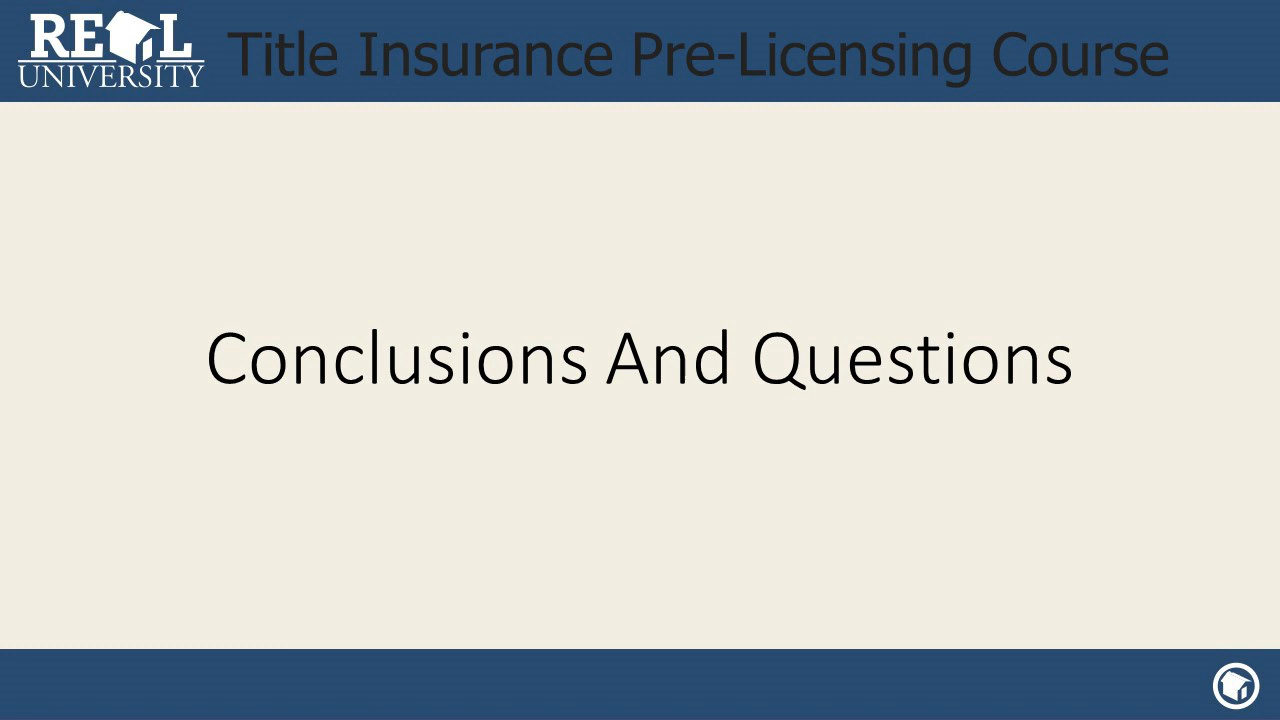 REAL
UNIVERSITY
Title Insurance Pre-Licensing Course
Conclusions And Questions